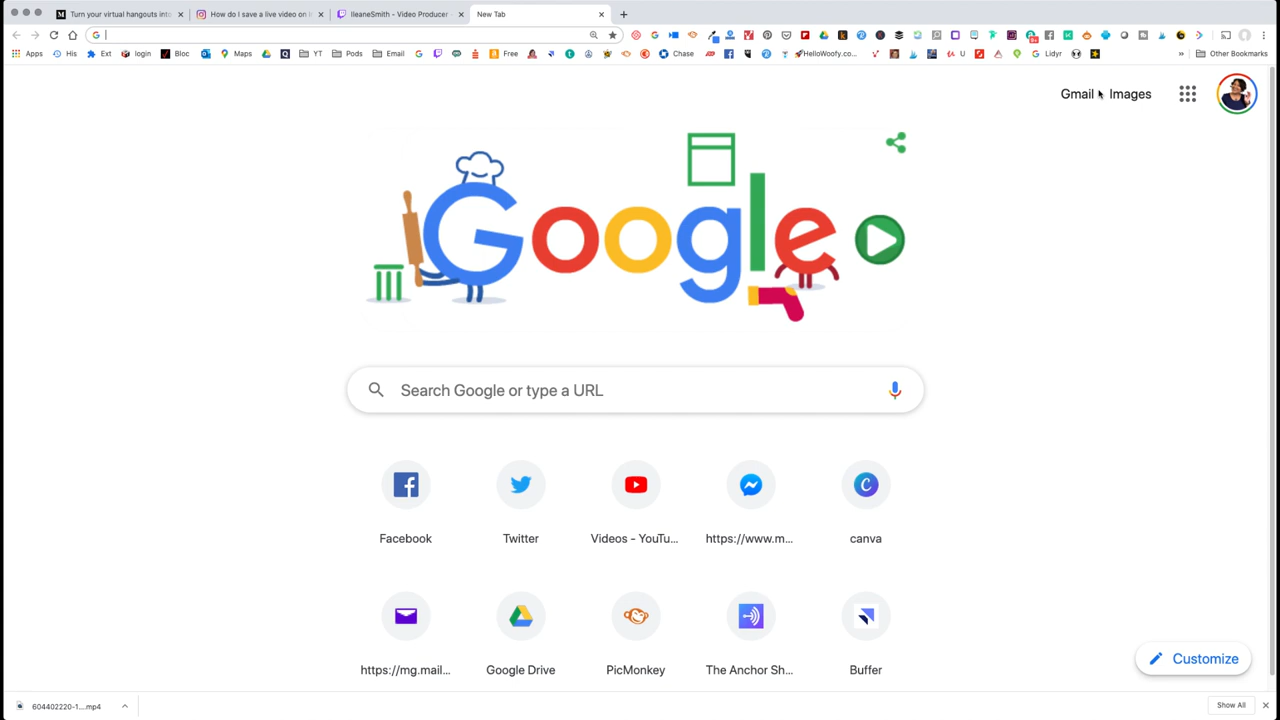 Turn your virtual hangouts into
How do I save a live video on I
IleaneSmith - Video Producer
New Tab
Apps
His
Ext
login
Bloc
Maps
YT
Pods
Email
Free
Chase
HelloWoofy.co...
U
Lidyr
Other Bookmarks
Gmail
Images
Google
Search Google or type a URL
Facebook
Twitter
Videos - YouTu...
https://www.m...
canva
https://mg.mail...
Google Drive
PicMonkey
The Anchor Sh...
Buffer
Customize
604402220-1....mp4
Show All